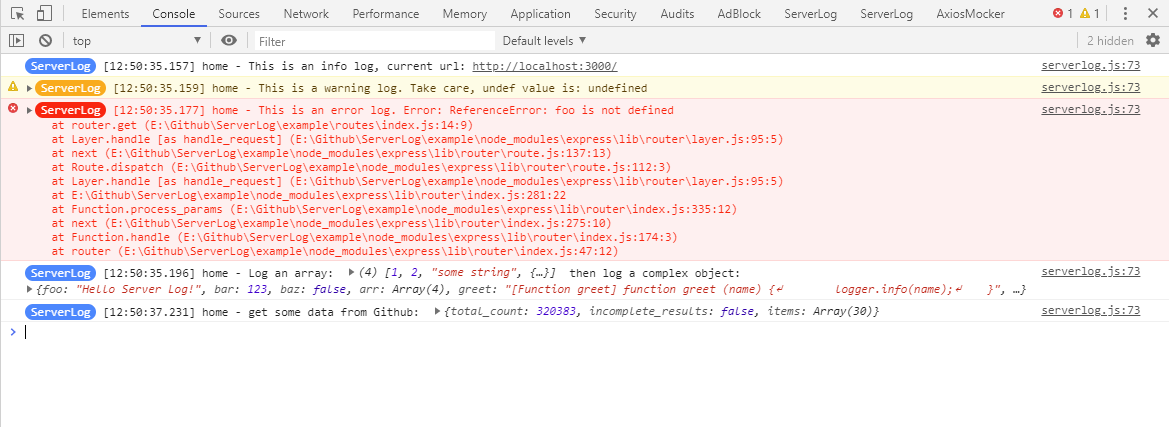 Elements Console Sources Network Performance Memory Application Security Audits AdBlock ServerLog ServerLog AxiosMocker 1 1
top Filter Default levels 2 hidden
ServerLog [12:50:35.157] home - This is an info log, current url: http://localhost:3000/ serverlog.js:73
ServerLog [12:50:35.159] home - This is a warning log. Take care, undef value is: undefined serverlog.js:73
ServerLog [12:50:35.177] home - This is an error log. Error: ReferenceError: foo is not defined serverlog.js:73
at router.get (E:\Github\ServerLog\example\routes\index.js:14:9)
at Layer.handle [as handle_request] (E:\Github\ServerLog\example\node_modules\express\lib\router\layer.js:95:5)
at next (E:\Github\ServerLog\example\node_modules\express\lib\router\route.js:137:13)
at Route.dispatch (E:\Github\ServerLog\example\node_modules\express\lib\router\route.js:112:3)
at Layer.handle [as handle_request] (E:\Github\ServerLog\example\node_modules\express\lib\router\layer.js:95:5)
at E:\Github\ServerLog\example\node_modules\express\lib\router\index.js:281:22
at Function.process_params (E:\Github\ServerLog\example\node_modules\express\lib\router\index.js:335:12)
at next (E:\Github\ServerLog\example\node_modules\express\lib\router\index.js:275:10)
at Function.handle (E:\Github\ServerLog\example\node_modules\express\lib\router\index.js:174:3)
at router (E:\Github\ServerLog\example\node_modules\express\lib\router\index.js:47:12)
ServerLog [12:50:35.196] home - Log an array: ▶(4) [1, 2, "some string", {…}] then log a complex object: serverlog.js:73
▶{foo: "Hello Server Log!", bar: 123, baz: false, arr: Array(4), greet: "[Function greet] function greet (name) {↵ logger.info(name);↵ }", …}
ServerLog [12:50:37.231] home - get some data from Github: ▶{total_count: 320383, incomplete_results: false, items: Array(30)} serverlog.js:73